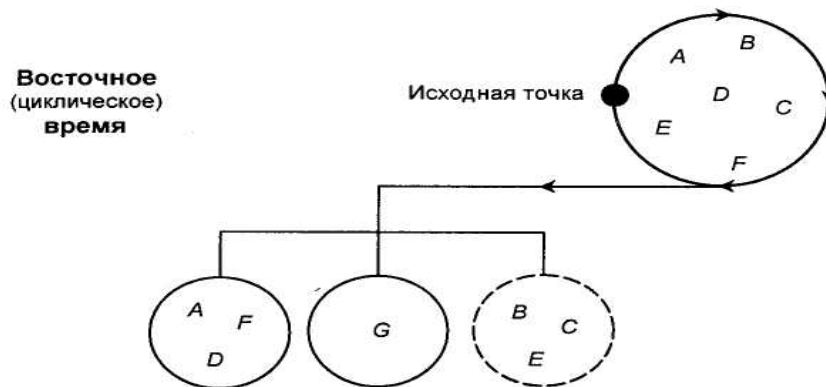 Восточное
(циклическое)
время
Исходная точка
A
B
D
C
E
F
A
F
D
G
B
C
E